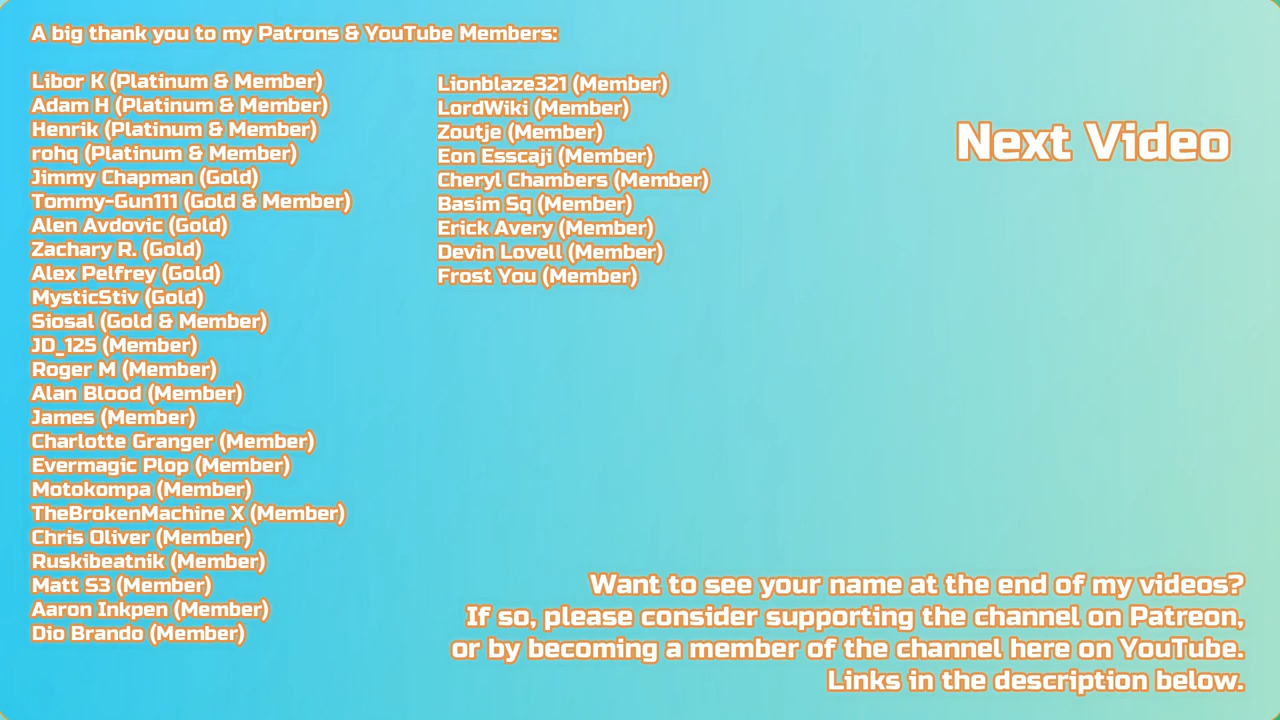 A big thank you to my Patrons & YouTube Members:
Libor K (Platinum & Member)
Adam H (Platinum & Member)
Henrik (Platinum & Member)
rohq (Platinum & Member)
Jimmy Chapman (Gold)
Tommy-Gun111 (Gold & Member)
Alen Avdovic (Gold)
Zachary R. (Gold)
Alex Pelfrey (Gold)
MysticStiv (Gold)
Siosal (Gold & Member)
JD_125 (Member)
Roger M (Member)
Alan Blood (Member)
James (Member)
Charlotte Granger (Member)
Evermagic Plop (Member)
Motokompa (Member)
TheBrokenMachine X (Member)
Chris Oliver (Member)
Ruskibeatnik (Member)
Matt S3 (Member)
Aaron Inkpen (Member)
Dio Brando (Member)
Lionblaze321 (Member)
LordWiki (Member)
Zoutje (Member)
Eon Esscaji (Member)
Cheryl Chambers (Member)
Basim Sq (Member)
Erick Avery (Member)
Devin Lovell (Member)
Frost You (Member)
Next Video
Want to see your name at the end of my videos?
If so, please consider supporting the channel on Patreon,
or by becoming a member of the channel here on YouTube.
Links in the description below.